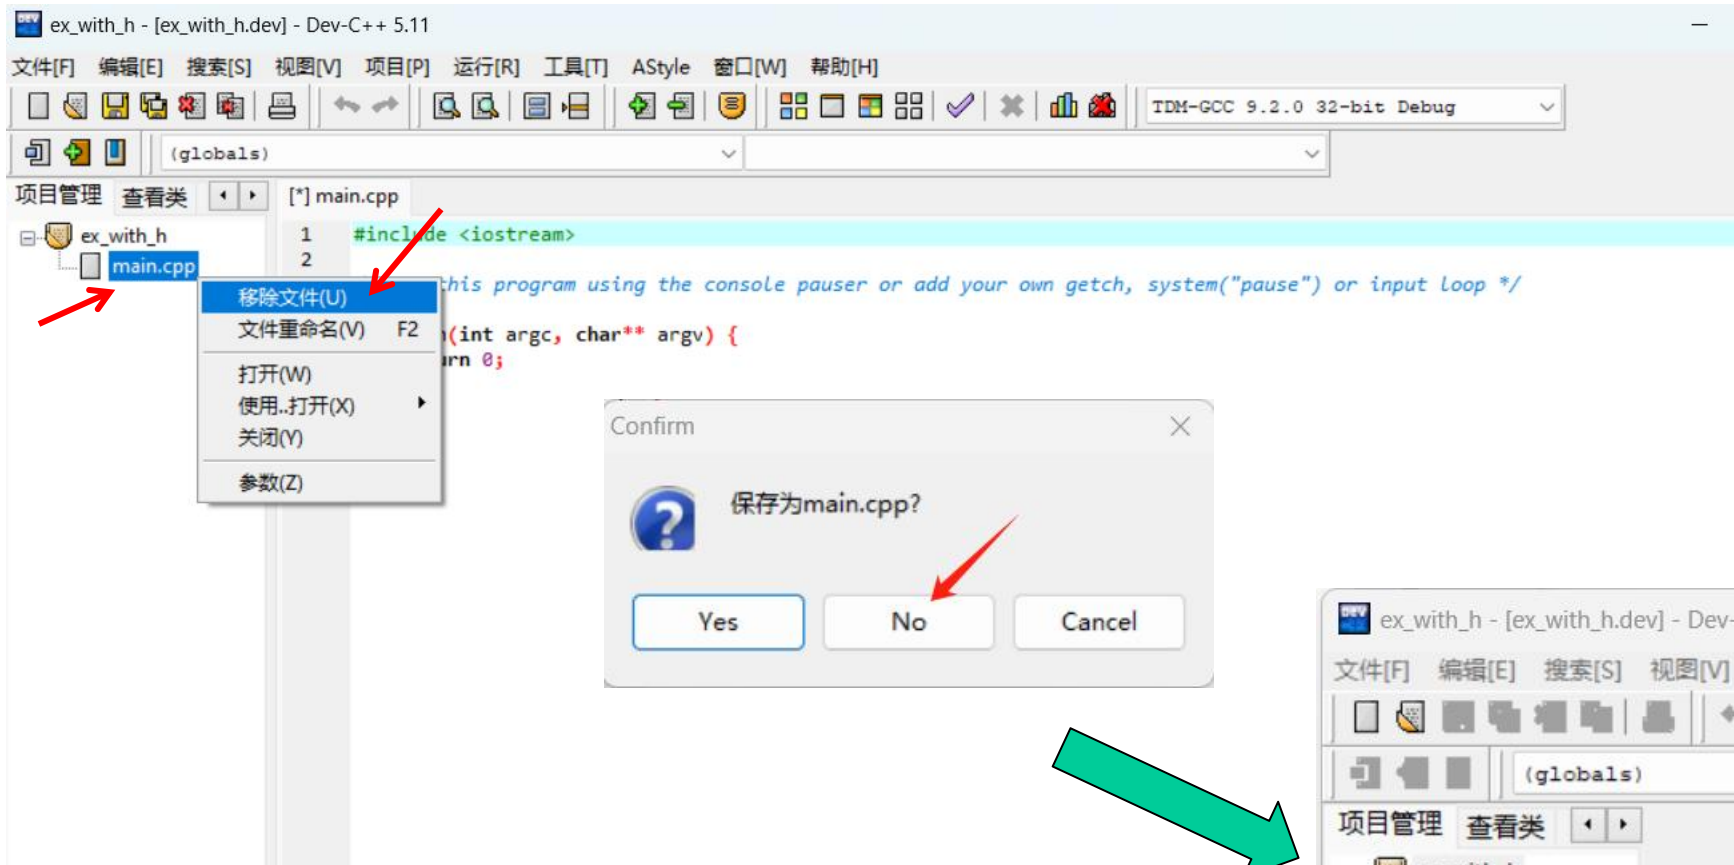 ex_with_h - [ex_with_h.dev] - Dev-C++ 5.11
文件[F] 编辑[E] 搜索[S] 视图[V] 项目[P] 运行[R] 工具[T] AStyle 窗口[W] 帮助[H]
TDM-GCC 9.2.0 32-bit Debug
(globals)
项目管理 查看类 [*] main.cpp
ex_with_h
main.cpp
1 #include <iostream>
2
this program using the console pauser or add your own getch, system("pause") or input loop */
(int argc, char** argv) {
urn 0;
移除文件(U)
文件重命名(V) F2
打开(W)
使用..打开(X)
关闭(Y)
参数(Z)
Confirm
保存为main.cpp?
Yes No Cancel
ex_with_h - [ex_with_h.dev] - Dev-
文件[F] 编辑[E] 搜索[S] 视图[V]
(globals)
项目管理 查看类